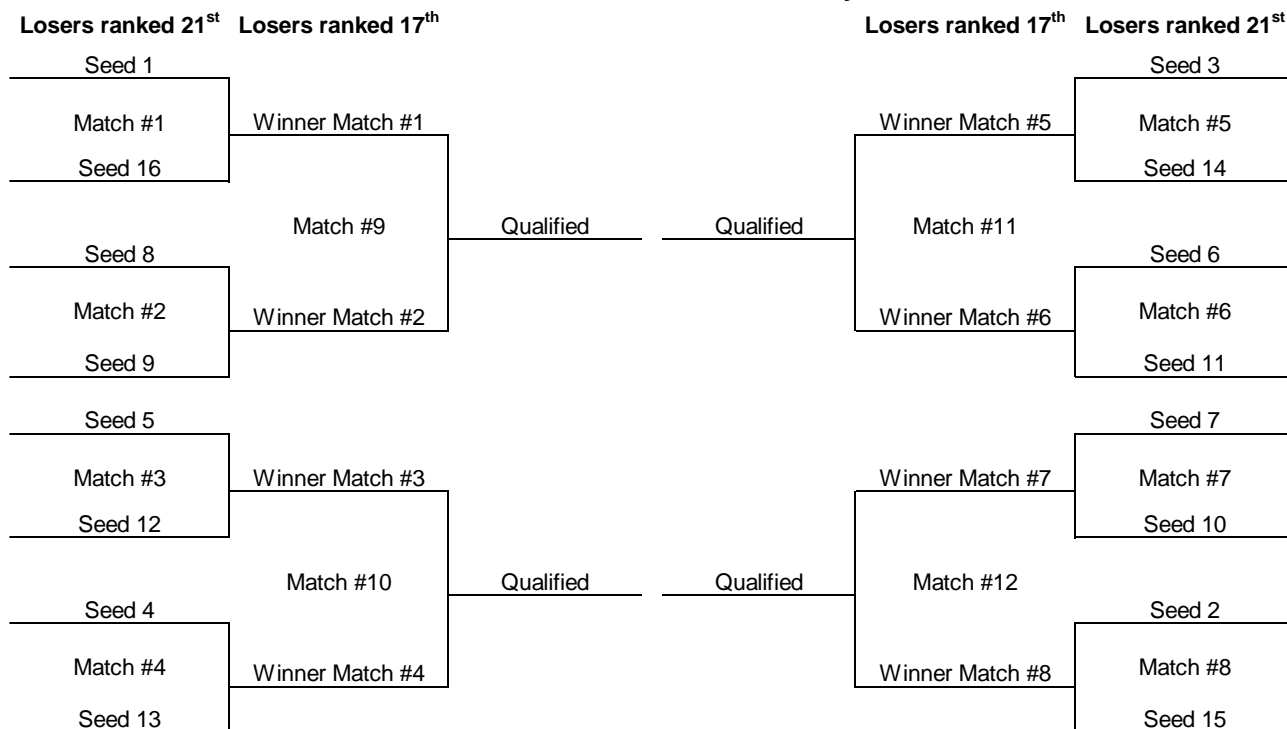 Losers ranked 21st Losers ranked 17th Losers ranked 17th Losers ranked 21st
Seed 1 Seed 3
Match #1 Winner Match #1 Winner Match #5 Match #5
Seed 16 Seed 14
Match #9 Qualified Qualified Match #11
Seed 8 Seed 6
Match #2 Winner Match #2 Winner Match #6 Match #6
Seed 9 Seed 11
Seed 5 Seed 7
Match #3 Winner Match #3 Winner Match #7 Match #7
Seed 12 Seed 10
Match #10 Qualified Qualified Match #12
Seed 4 Seed 2
Match #4 Winner Match #4 Winner Match #8 Match #8
Seed 13 Seed 15